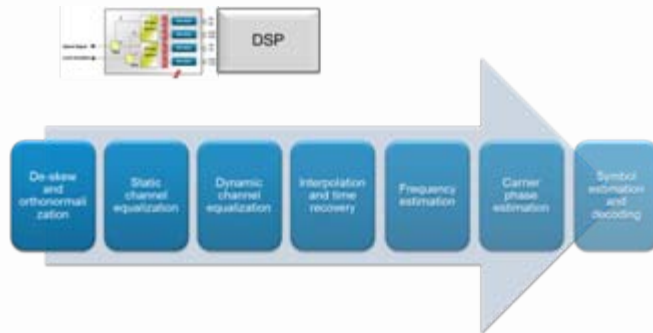 DSP
De-skew and orthonormali zation
Static channel equalization
Dynamic channel equalization
Interpolation and time recovery
Frequency estimation
Carrier phase estimation
Symbol estimation and decoding